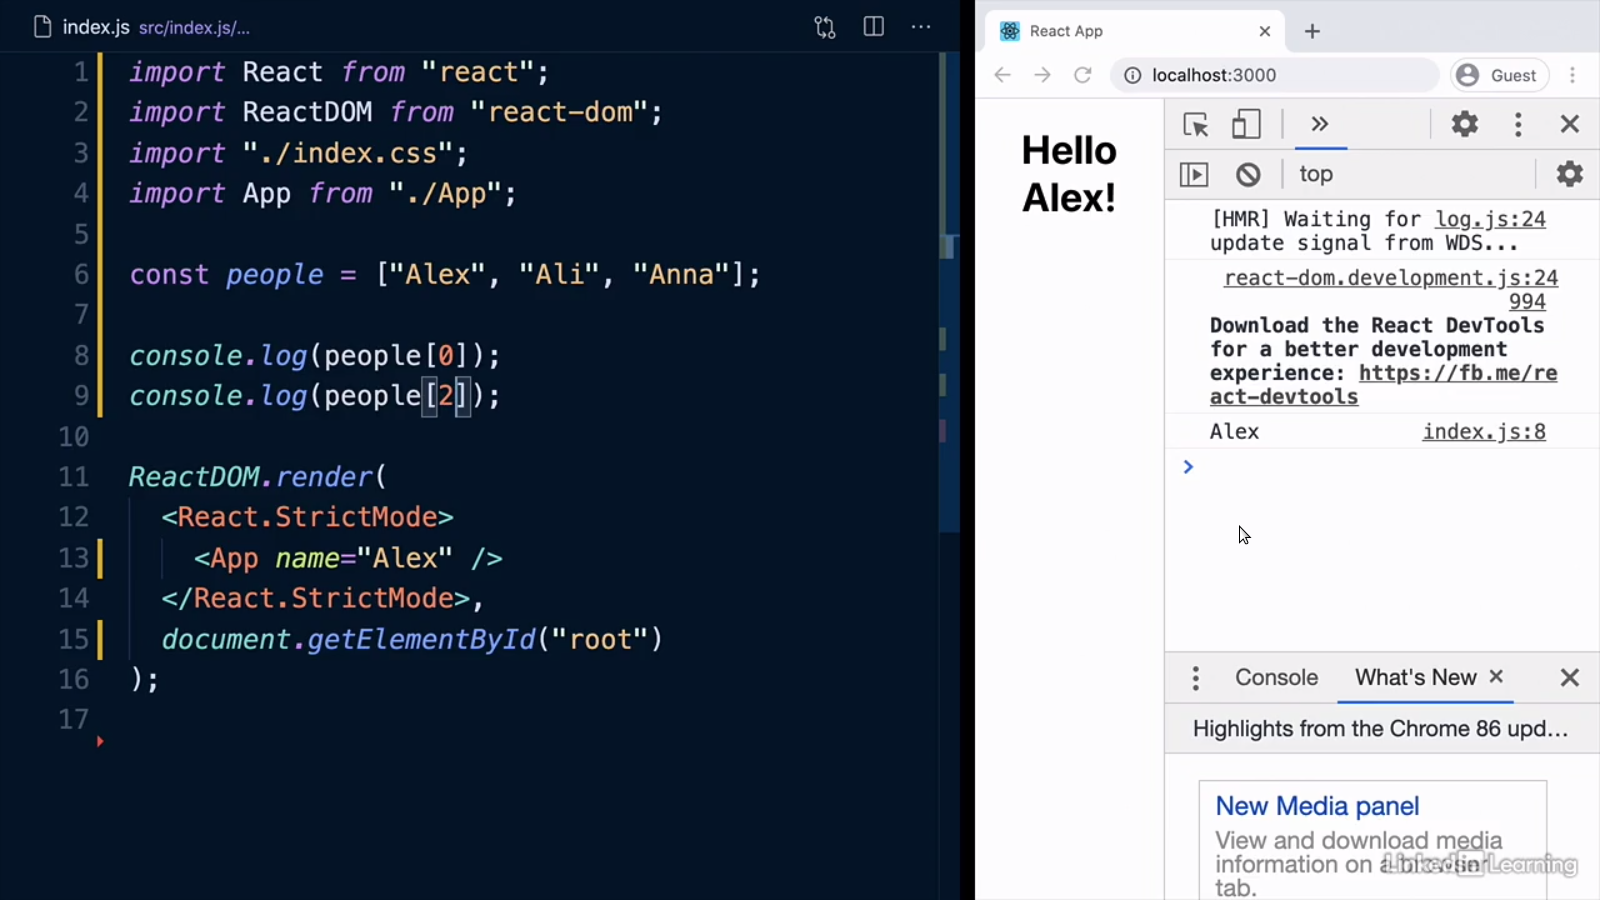 index.js src/index.js/...
1 import React from "react";
2 import ReactDOM from "react-dom";
3 import "./index.css";
4 import App from "./App";
5
6 const people = ["Alex", "Ali", "Anna"];
7
8 console.log(people[0]);
9 console.log(people[2]);
10
11 ReactDOM.render(
12 <React.StrictMode>
13 <App name="Alex" />
14 </React.StrictMode>,
15 document.getElementById("root")
16 );
17
React App
localhost:3000
Guest
Hello
Alex!
top
[HMR] Waiting for log.js:24
update signal from WDS...
react-dom.development.js:24
994
Download the React DevTools
for a better development
experience: https://fb.me/re
act-devtools
Alex index.js:8
Console What's New
Highlights from the Chrome 86 upd...
New Media panel
View and download media
information on a browser
tab.
Linkedin Learning